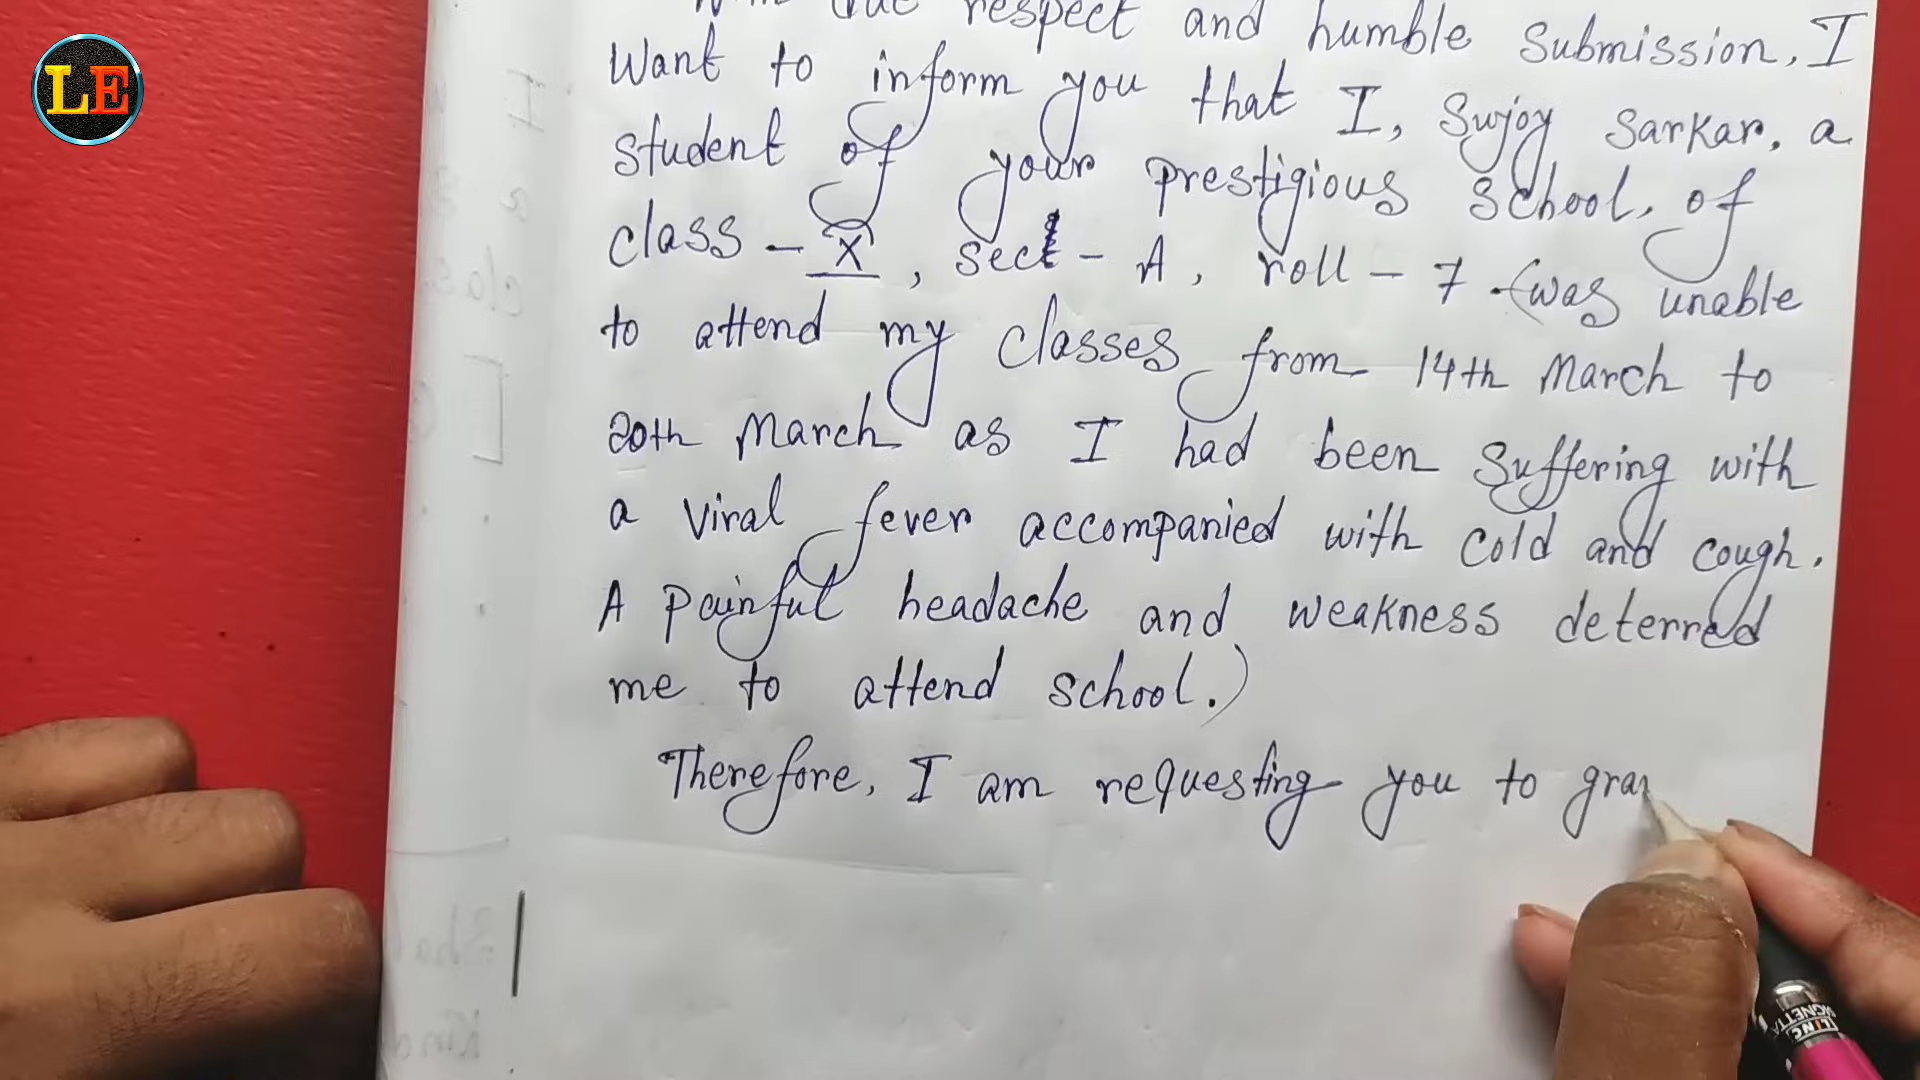 LE
due respect and humble submission, I
want to inform you that I, Sujoy Sarkar, a
student of your prestigious school, of
class - X, sect - A, roll - 7 (was unable
to attend my classes from 14th March to
20th March as I had been suffering with
a viral fever accompanied with cold and cough.
A painful headache and weakness deterred
me to attend school.)
Therefore, I am requesting you to gran